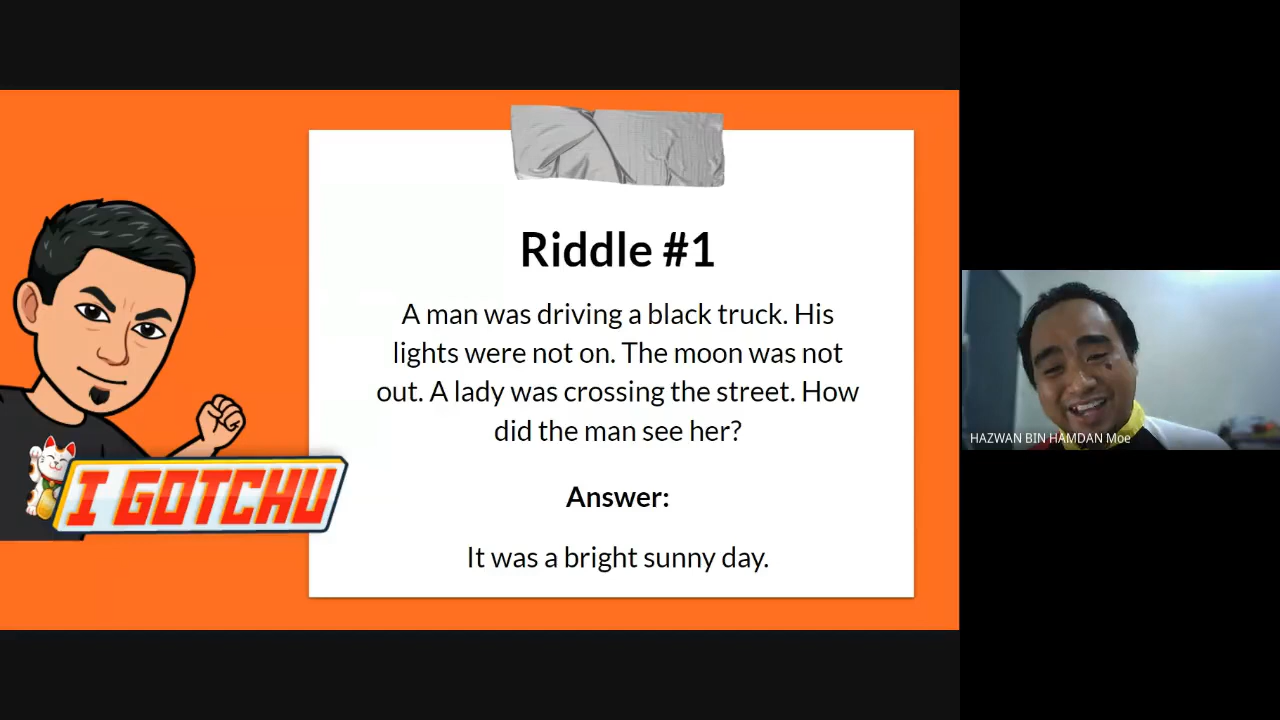 Riddle #1
A man was driving a black truck. His
lights were not on. The moon was not
out. A lady was crossing the street. How
did the man see her?
Answer:
It was a bright sunny day.
I GOTCHU
HAZWAN BIN HAMDAN Moe